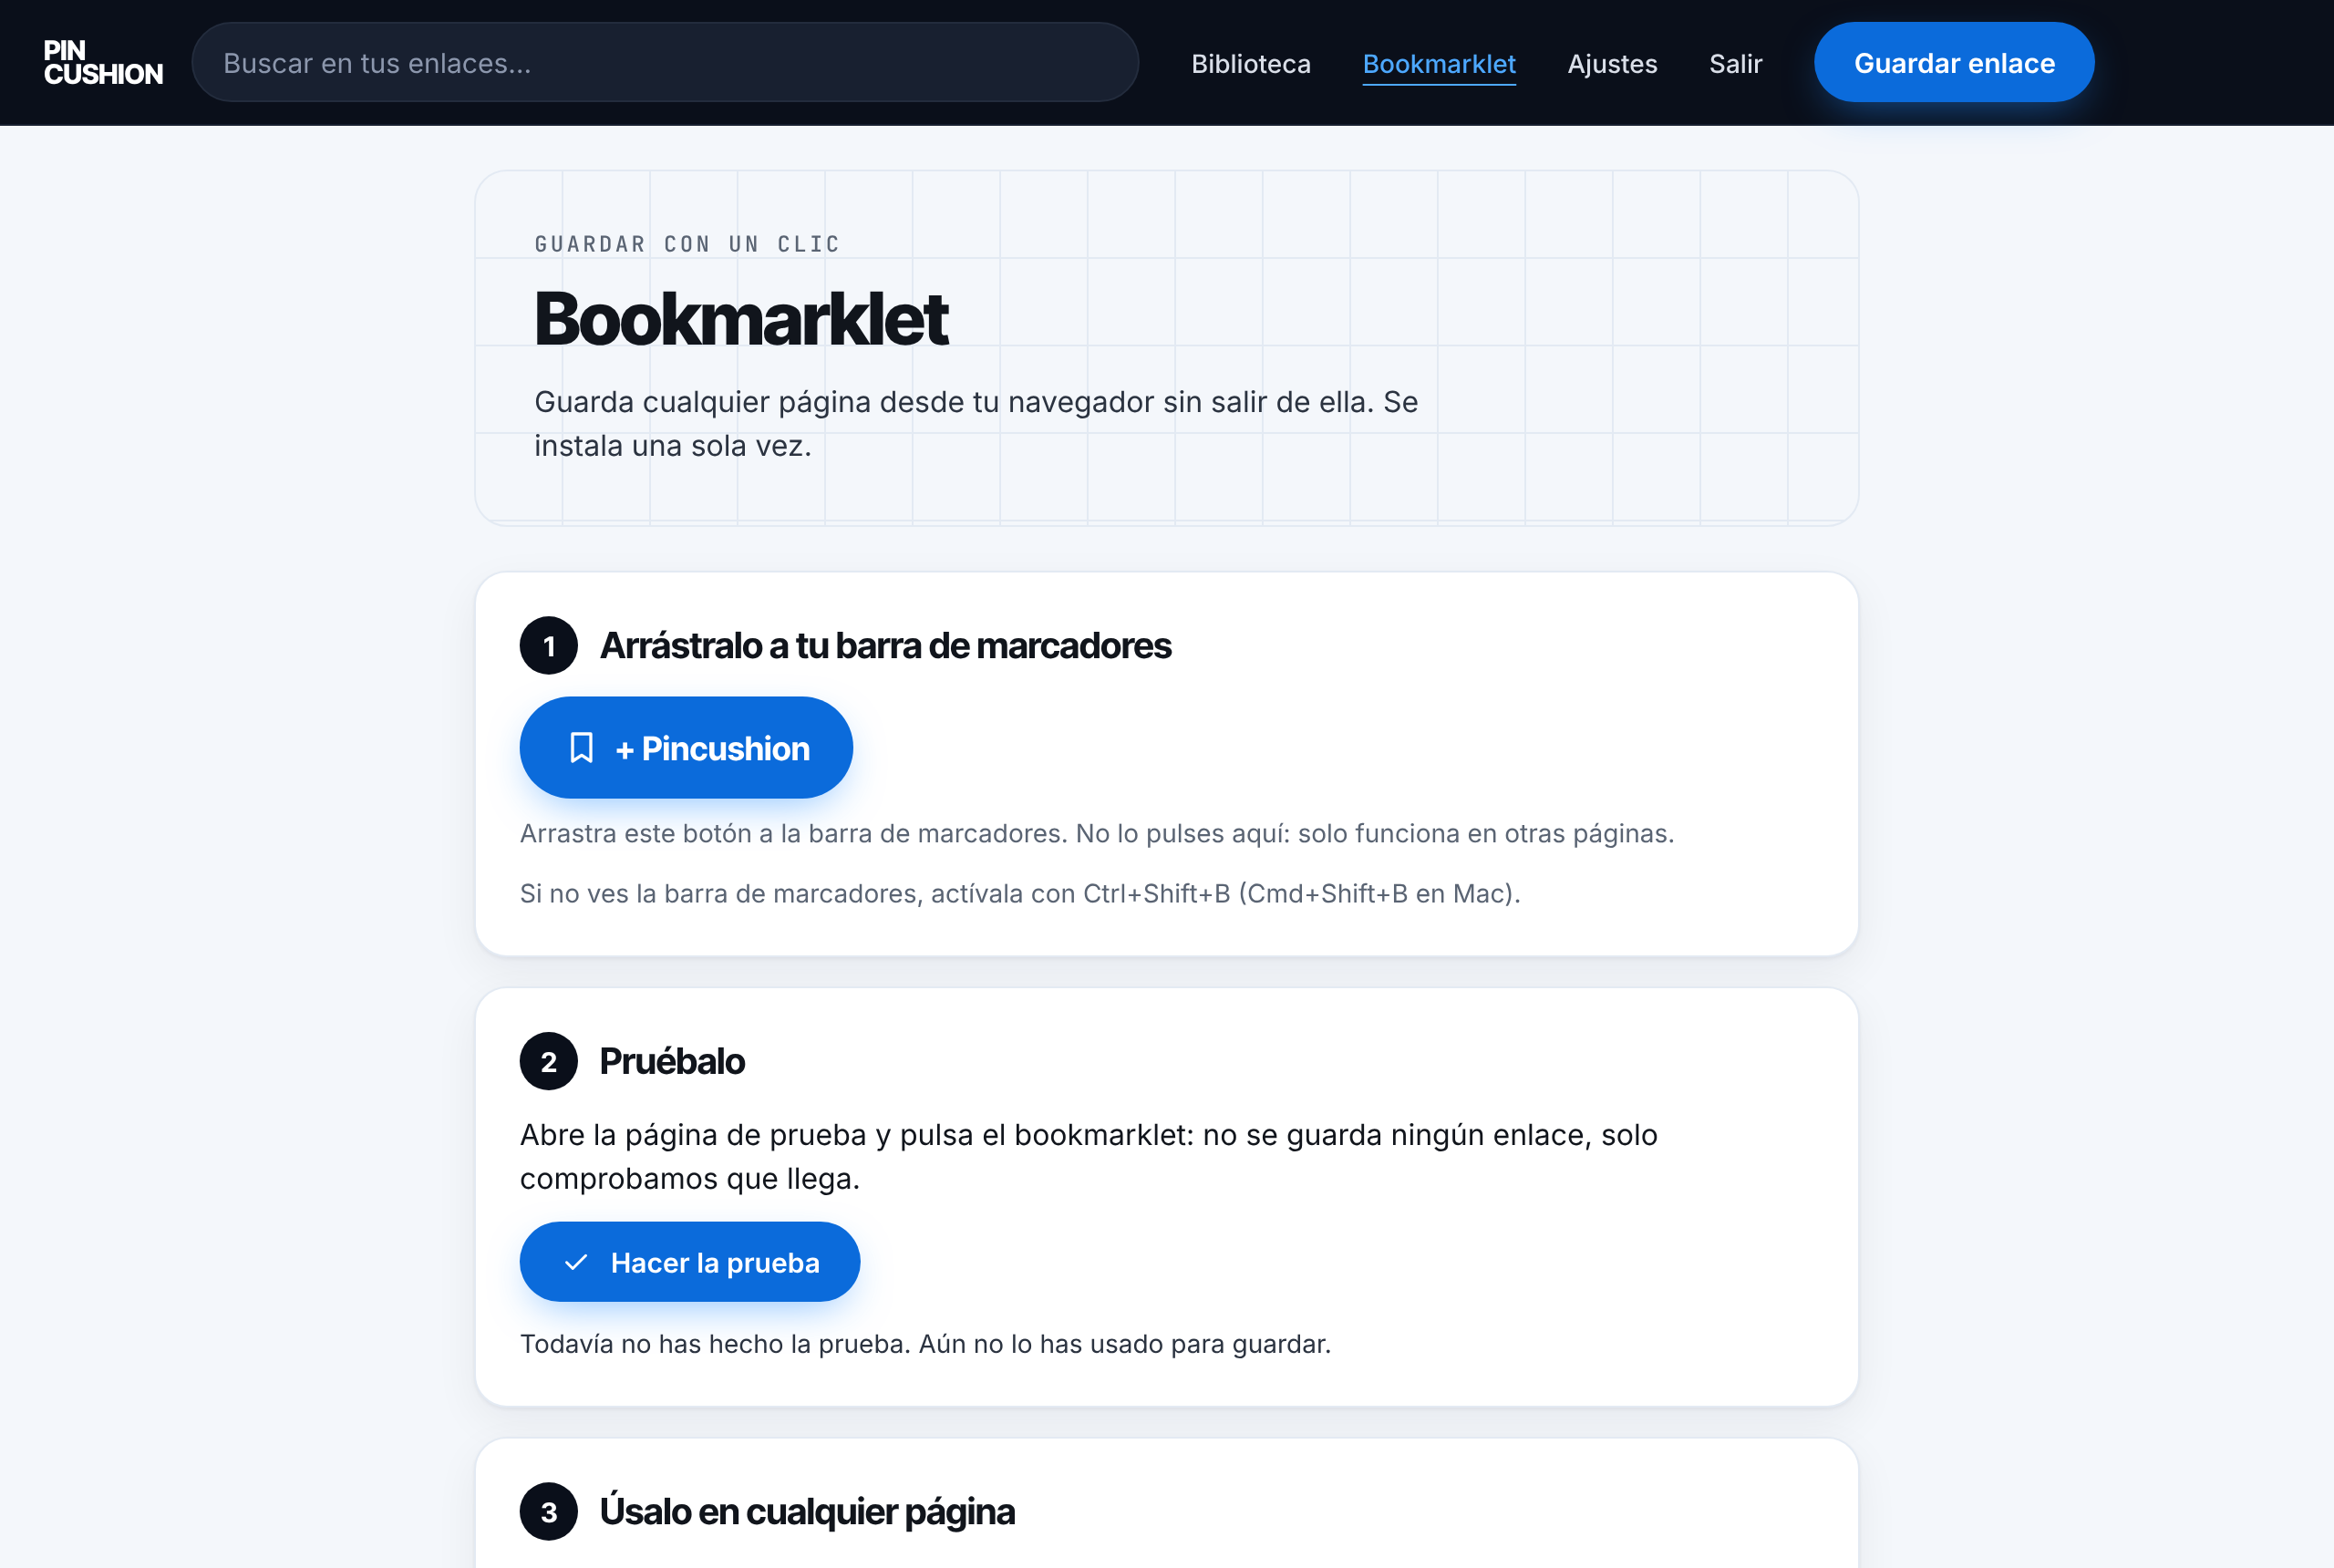 PIN
CUSHION
Buscar en tus enlaces...
Biblioteca
Bookmarklet
Ajustes
Salir
Guardar enlace
GUARDAR CON UN CLIC
Bookmarklet
Guarda cualquier página desde tu navegador sin salir de ella. Se
instala una sola vez.
1 Arrástralo a tu barra de marcadores
+ Pincushion
Arrastra este botón a la barra de marcadores. No lo pulses aquí: solo funciona en otras páginas.
Si no ves la barra de marcadores, actívala con Ctrl+Shift+B (Cmd+Shift+B en Mac).
2 Pruébalo
Abre la página de prueba y pulsa el bookmarklet: no se guarda ningún enlace, solo
comprobamos que llega.
Hacer la prueba
Todavía no has hecho la prueba. Aún no lo has usado para guardar.
3 Úsalo en cualquier página